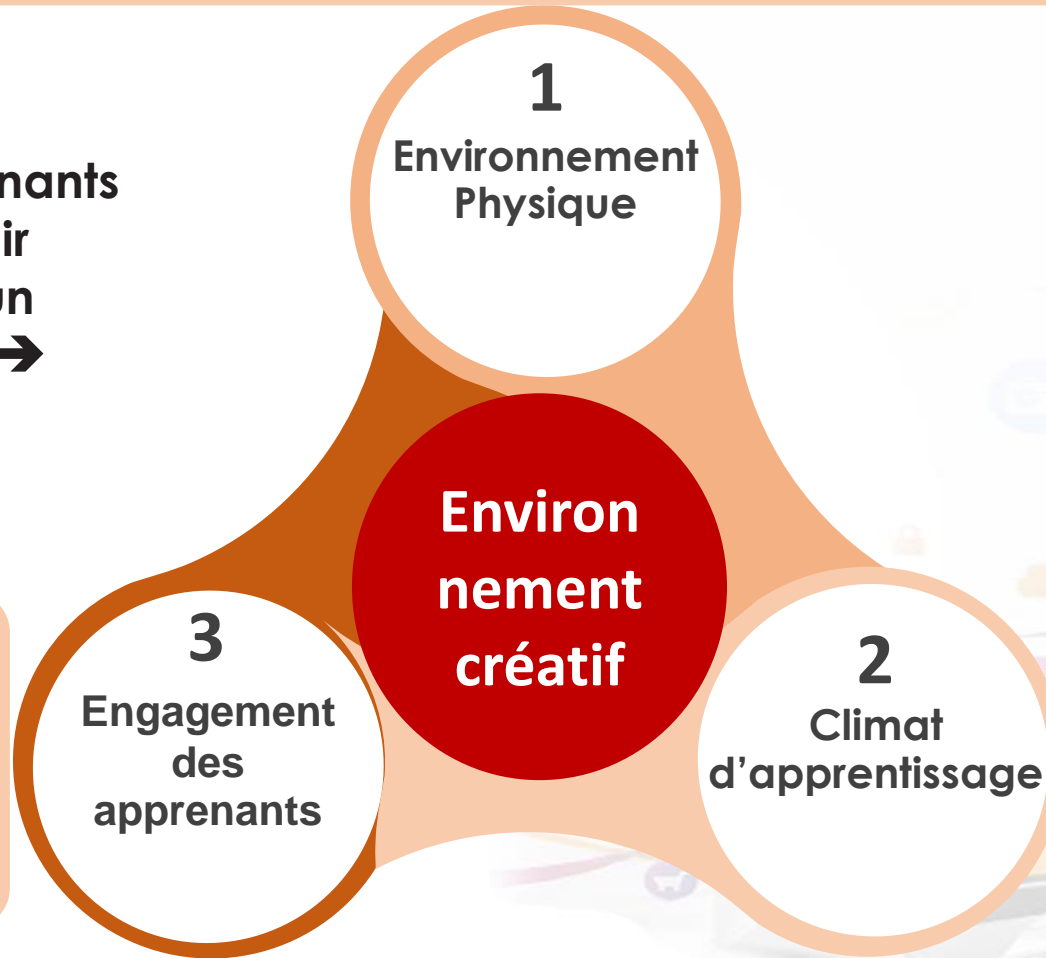 1
Environnement
Physique
nants
ir
un
➔
Environ
nement
créatif
3
Engagement
des
apprenants
2
Climat
d’apprentissage